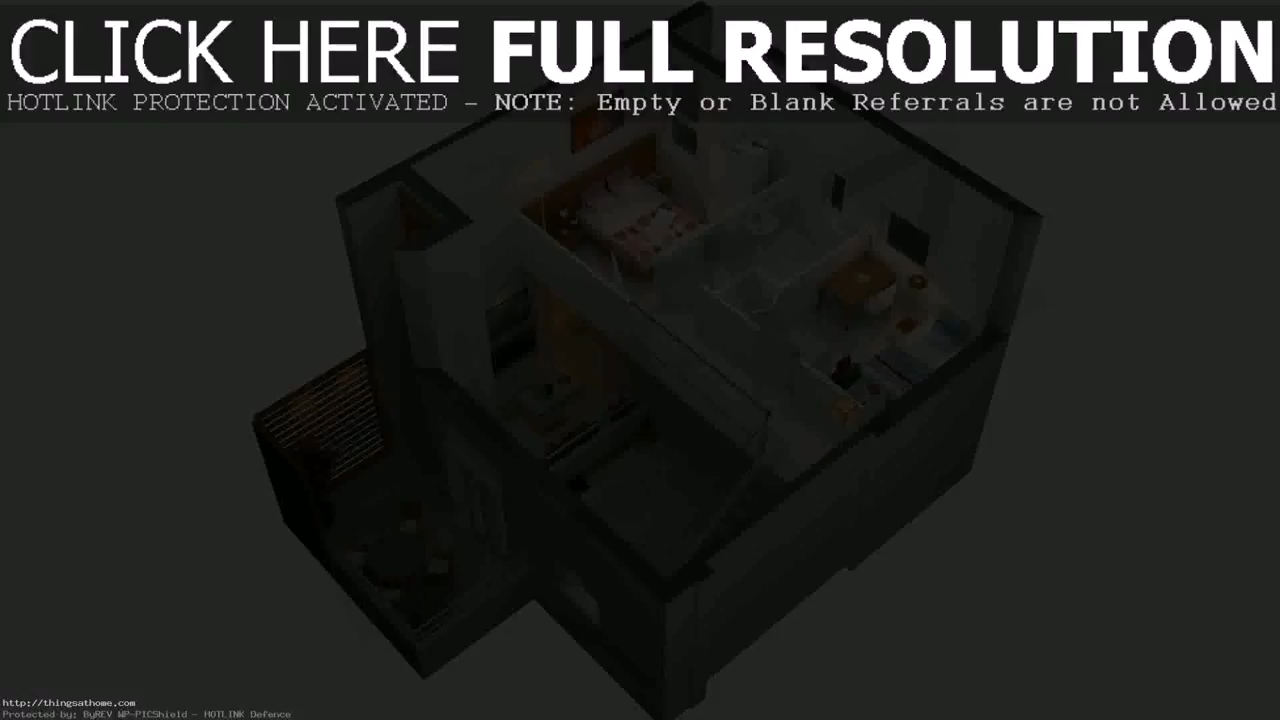 CLICK HERE FULL RESOLUTION
HOTLINK PROTECTION ACTIVATED – NOTE: Empty or Blank Referrals are not Allowed
http://thingsathome.com
Protected by: ByREV WP-PICShield - HOTLINK Defence